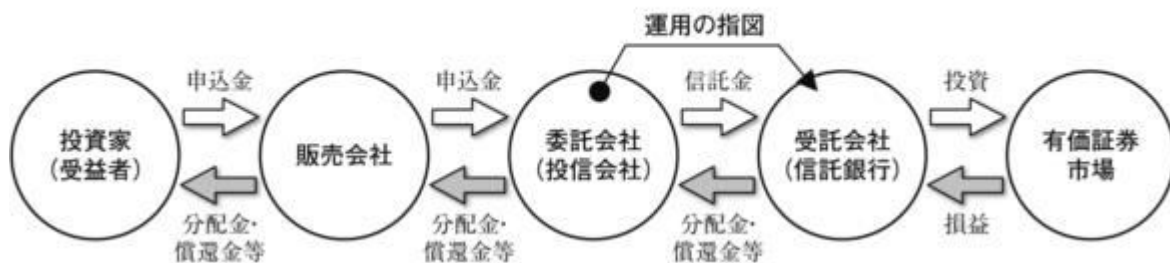 運用の指図
申込金
申込金
信託金
投資
投資家
（受益者）
販売会社
委託会社
（投信会社）
受託会社
（信託銀行）
有価証券
市場
分配金・
償還金等
分配金・
償還金等
分配金・
償還金等
損益